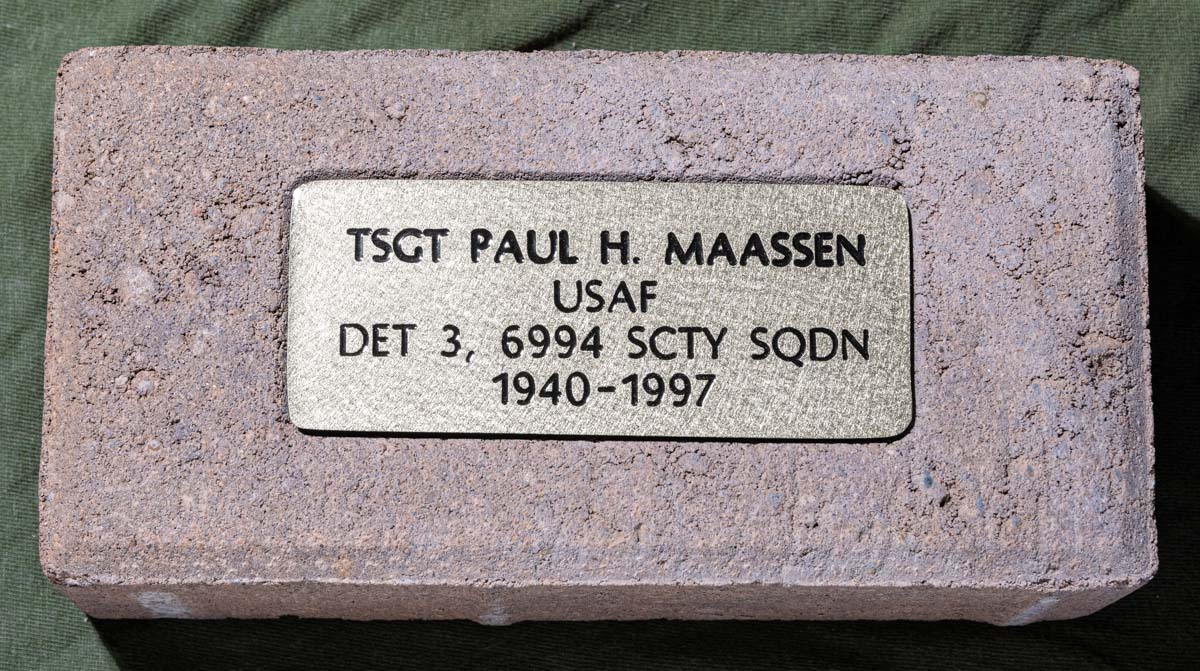 TSGT PAUL H. MAASSEN
USAF
DET 3, 6994 SCTY SQDN
1940-1997